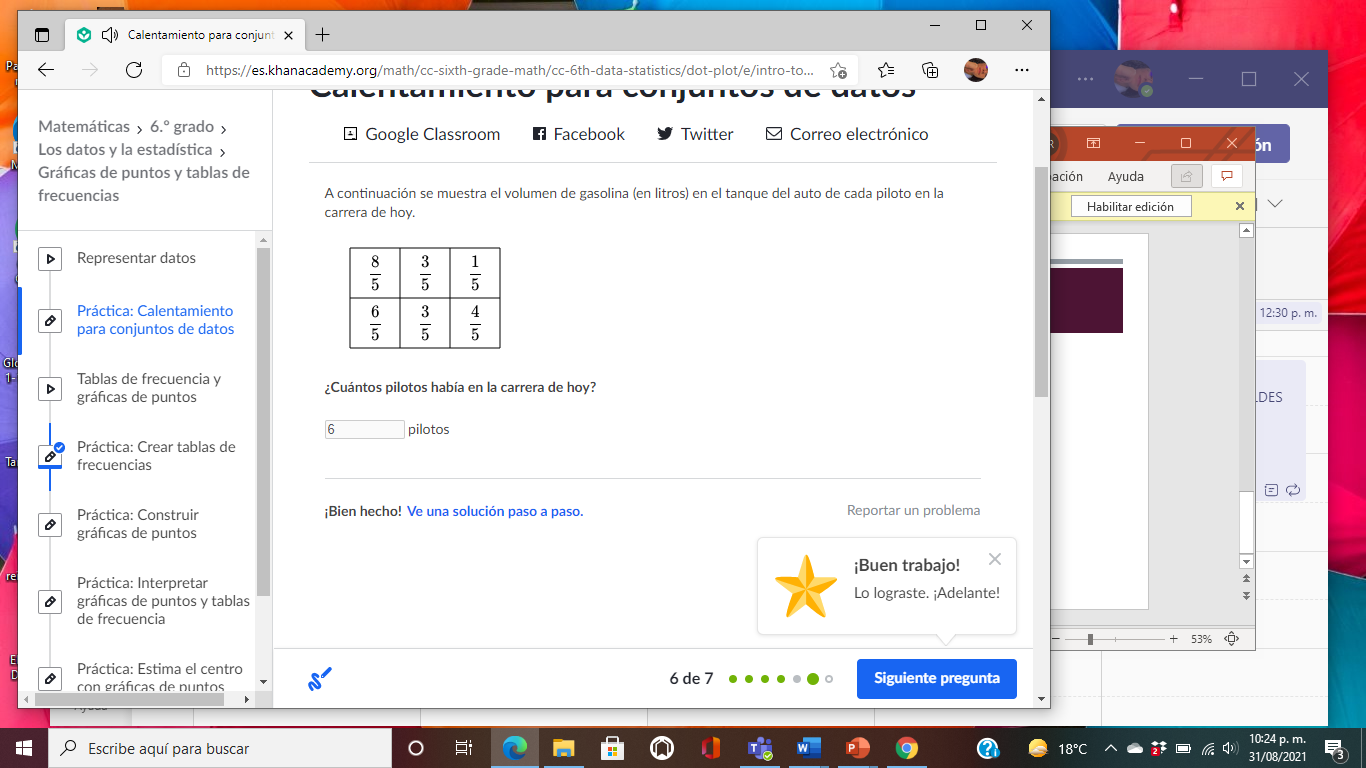 Calentamiento para conjunt
https://es.khanacademy.org/math/cc-sixth-grade-math/cc-6th-data-statistics/dot-plot/e/intro-to...
Matemáticas > 6.º grado >
Los datos y la estadística >
Gráficas de puntos y tablas de
frecuencias
Representar datos
Práctica: Calentamiento
para conjuntos de datos
Tablas de frecuencia y
gráficas de puntos
Práctica: Crear tablas de
frecuencias
Práctica: Construir
gráficas de puntos
Práctica: Interpretar
gráficas de puntos y tablas
de frecuencia
Práctica: Estima el centro
con gráficas de puntos
Ayuda
Calentamiento para conjuntos de datos
Google Classroom Facebook Twitter Correo electrónico
A continuación se muestra el volumen de gasolina (en litros) en el tanque del auto de cada piloto en la
carrera de hoy.
8/5 3/5 1/5
6/5 3/5 4/5
¿Cuántos pilotos había en la carrera de hoy?
6 pilotos
¡Bien hecho! Ve una solución paso a paso.
Reportar un problema
¡Buen trabajo!
Lo lograste. ¡Adelante!
6 de 7
Siguiente pregunta
ón
ación Ayuda
Habilitar edición
12:30 p. m.
LDES
53%
Escribe aquí para buscar
18°C
10:24 p. m.
31/08/2021
3